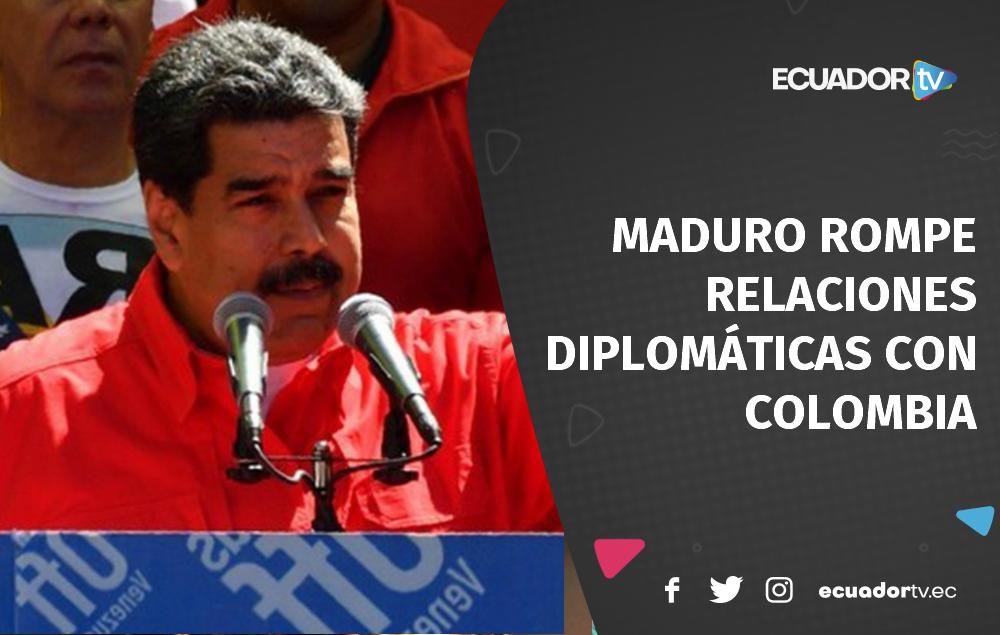 ECUADOR tv
MADURO ROMPE
RELACIONES
DIPLOMÁTICAS CON
COLOMBIA
ecuadortv.ec